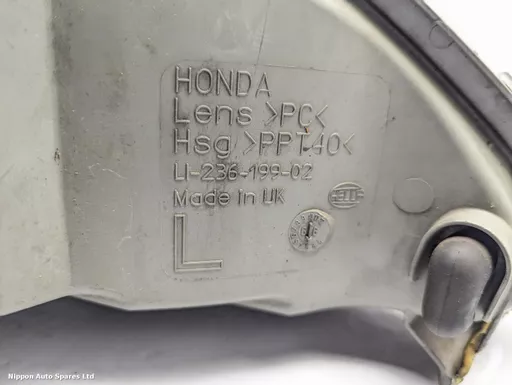 HONDA
Lens >PC<
Hsg >PPT40<
LI-236-199-02
Made in UK
HELLA
L
Nippon Auto Spares Ltd